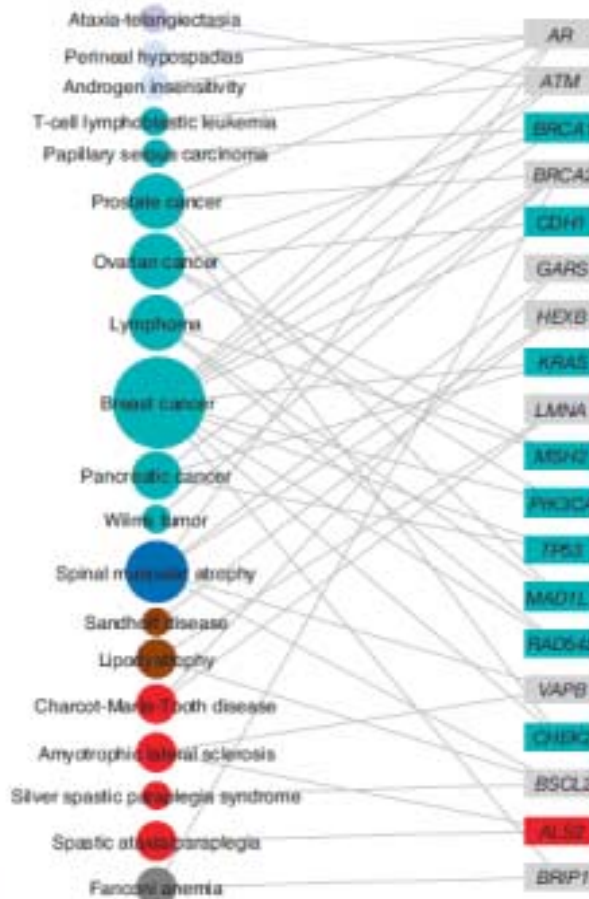 Ataxia-telangiectasia
Perineal hypospadias
Androgen insensitivity
T-cell lymphoblastic leukemia
Papillary serous carcinoma
Prostate cancer
Ovarian cancer
Lymphoma
Breast cancer
Pancreatic cancer
Wilms tumor
Spinal muscular atrophy
Sandhoff disease
Lipodystrophy
Charcot-Marie-Tooth disease
Amyotrophic lateral sclerosis
Silver spastic paraplegia syndrome
Spastic ataxia/paraplegia
Fanconi anemia
AR
ATM
BRCA1
BRCA2
CDH1
GARS
HEXB
KRAS
LMNA
MSH2
PIK3CA
TP53
MAD1L1
RAD54L
VAPB
CHEK2
BSCL2
ALS2
BRIP1